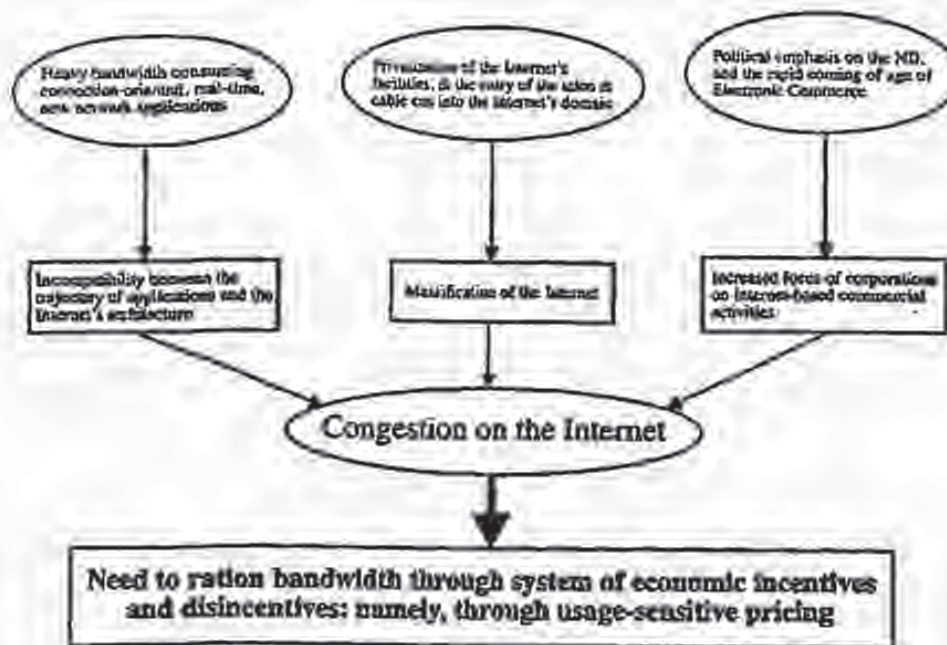 Heavy bandwidth consuming
connection-oriented, real-time,
new network applications
Privatization of the Internet's
facilities, & the entry of the telcos &
cable cos into the Internet's domain
Political emphasis on the NII,
and the rapid coming of age of
Electronic Commerce
Incompatibility between the
trajectory of applications and the
Internet's architecture
Massification of the Internet
Increased focus of corporations
on Internet-based commercial
activities
Congestion on the Internet
Need to ration bandwidth through system of economic incentives
and disincentives: namely, through usage-sensitive pricing